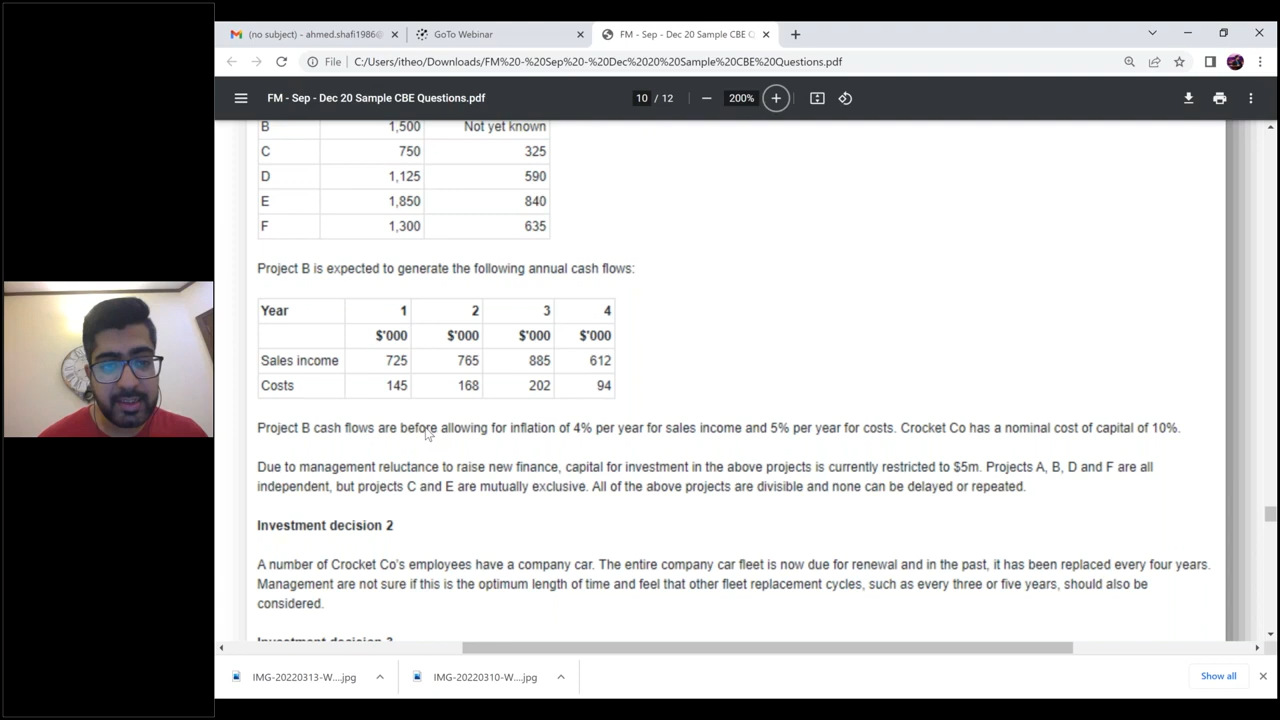 (no subject) - ahmed.shafi1986@
GoTo Webinar
FM - Sep - Dec 20 Sample CBE Q
File
C:/Users/itheo/Downloads/FM%20-%20Sep%20-%20Dec%2020%20Sample%20CBE%20Questions.pdf
FM - Sep - Dec 20 Sample CBE Questions.pdf
10 / 12
200%
B 1,500 Not yet known
C 750 325
D 1,125 590
E 1,850 840
F 1,300 635
Project B is expected to generate the following annual cash flows:
Year 1 2 3 4
$'000 $'000 $'000 $'000
Sales income 725 765 885 612
Costs 145 168 202 94
Project B cash flows are before allowing for inflation of 4% per year for sales income and 5% per year for costs. Crocket Co has a nominal cost of capital of 10%.
Due to management reluctance to raise new finance, capital for investment in the above projects is currently restricted to $5m. Projects A, B, D and F are all
independent, but projects C and E are mutually exclusive. All of the above projects are divisible and none can be delayed or repeated.
Investment decision 2
A number of Crocket Co's employees have a company car. The entire company car fleet is now due for renewal and in the past, it has been replaced every four years.
Management are not sure if this is the optimum length of time and feel that other fleet replacement cycles, such as every three or five years, should also be
considered.
Investment decision 3
IMG-20220313-W....jpg
IMG-20220310-W....jpg
Show all